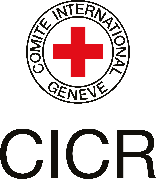 COMITE INTERNATIONAL
GENEVE
CICR